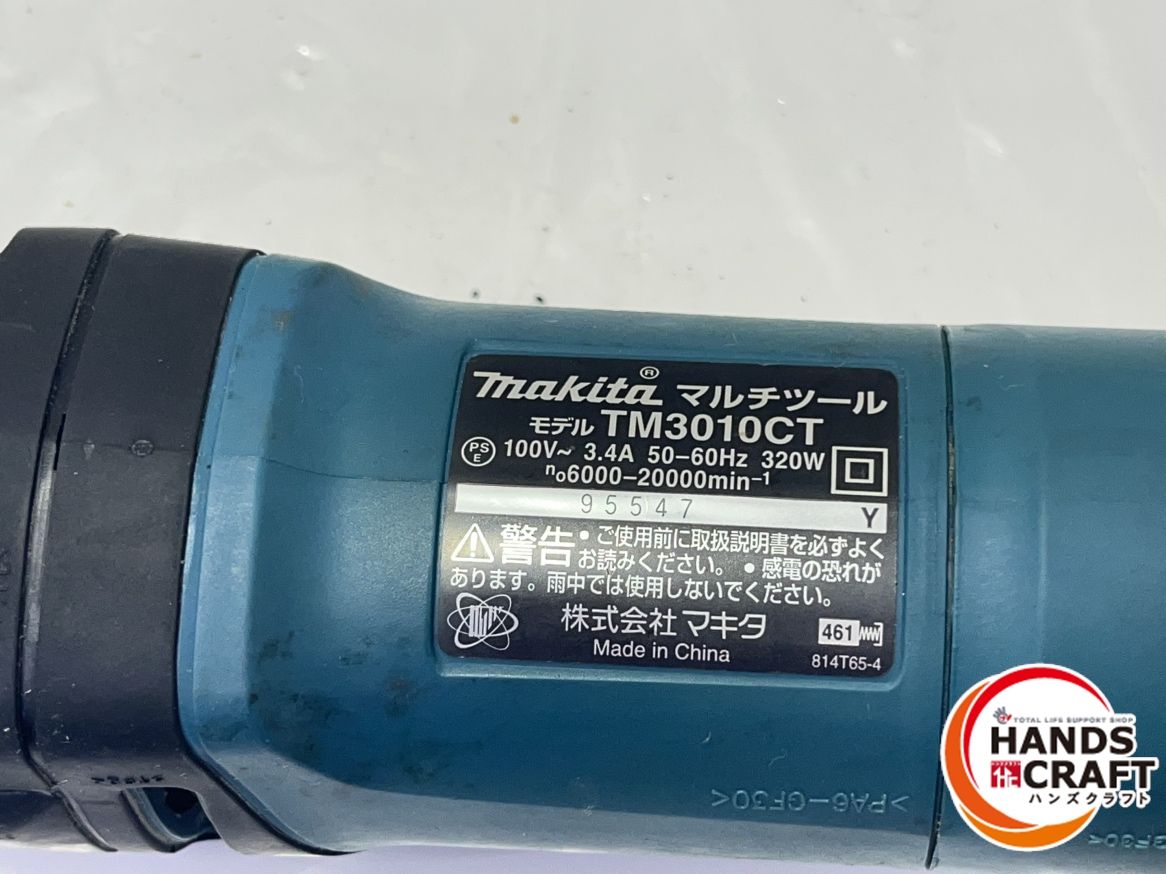 makita® マルチツール
モデル TM3010CT
PS E 100V~ 3.4A 50-60Hz 320W
n₀6000-20000min⁻¹
95547 Y
警告 • ご使用前に取扱説明書を必ずよく
お読みください。 • 感電の恐れが
あります。雨中では使用しないでください。
株式会社 マキタ
Made in China
461
814T65-4
>PA6-GF30<
TOTAL LIFE SUPPORT SHOP
HANDS
CRAFT
ハンズクラフト